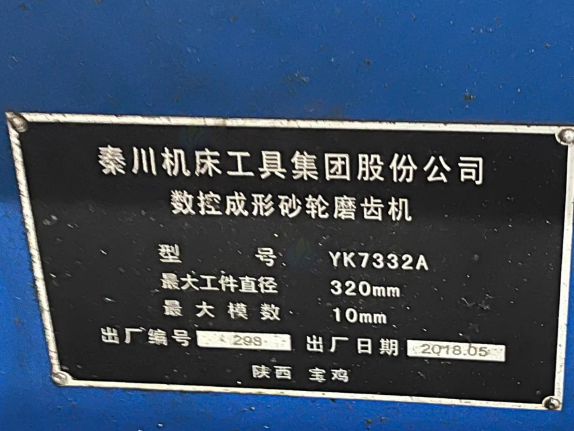 秦川机床工具集团股份公司
数控成形砂轮磨齿机
型 号 YK7332A
最大工件直径 320mm
最大模数 10mm
出厂编号 298 出厂日期 2018.05
陕西 宝鸡